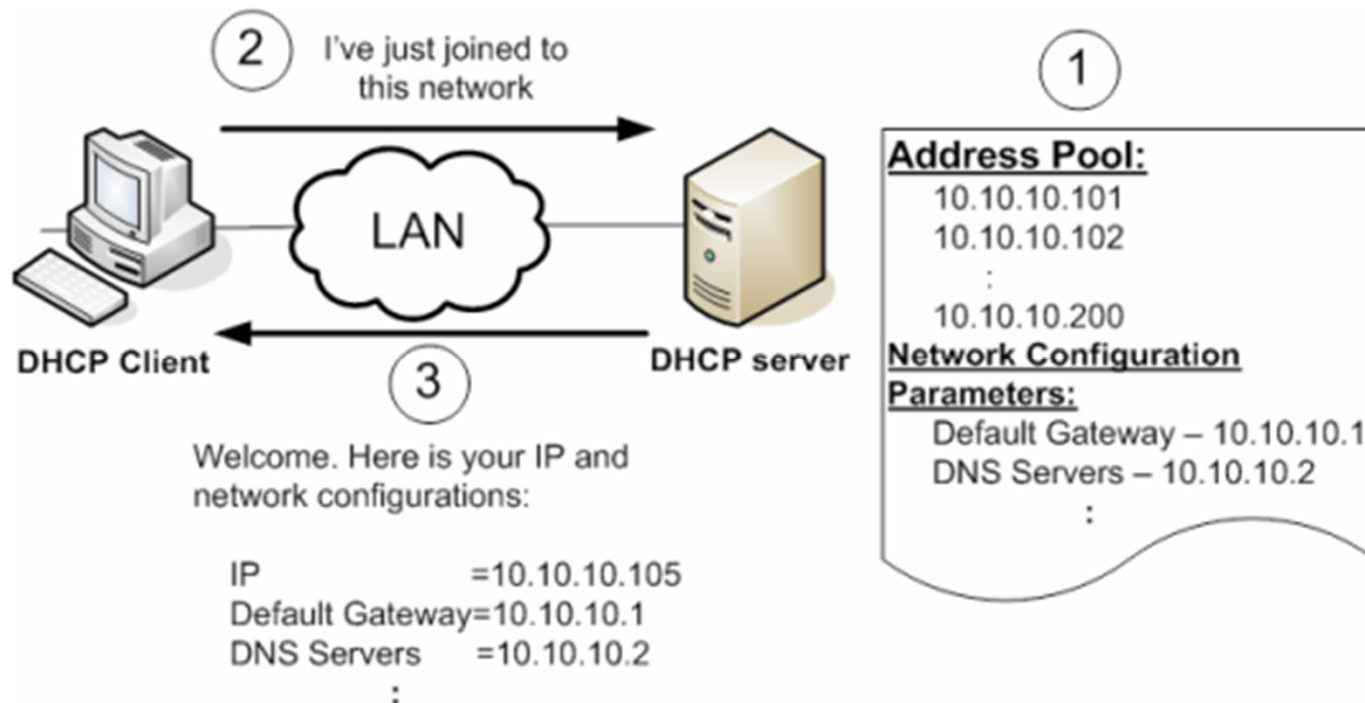 2
I've just joined to
this network
LAN
DHCP Client
DHCP server
3
Welcome. Here is your IP and
network configurations:
IP =10.10.10.105
Default Gateway=10.10.10.1
DNS Servers =10.10.10.2
:
1
Address Pool:
10.10.10.101
10.10.10.102
:
10.10.10.200
Network Configuration
Parameters:
Default Gateway – 10.10.10.1
DNS Servers – 10.10.10.2
: